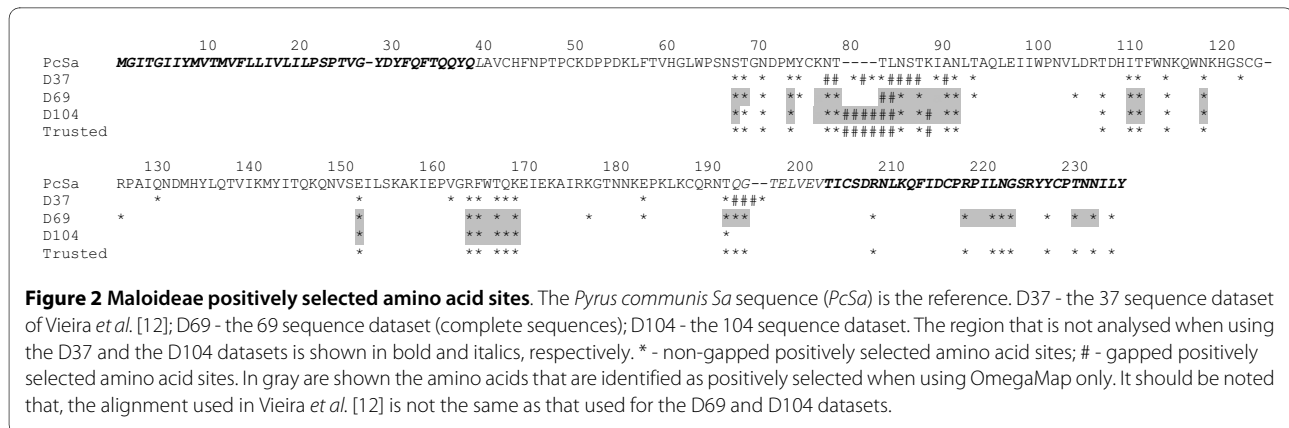 10 20 30 40 50 60 70 80 90 100 110 120
PcSa MGITGIIYMVTMVFLLIVLILPSPTVG-YDYFQFTQQYQLAVCHFNPTPCKDPPDKLFTVHGLWPSNSTGNDPMYCKNT----TLNSTKIANLTAQLEIIWPNVLDRTDHITFWNKQWNKHGSCG-
D37 ** * ** ## *##* #### *#* * * ** * * *
D69 ** * ** ** ##** * ** * * * ** * *
D104 ** * * ** ######** #* ** * ** * *
Trusted ** * * ** ######** #* ** * ** * *
130 140 150 160 170 180 190 200 210 220 230
PcSa RPAIQNDMHYLQTVIKMYITQKQNVSEILSKAKIEPVGRFWTQKEIEKAIRKGTNNKEPKLKCQRNTQG--TELVEVTICSDRNLKQFIDCPRPILNGSRYYCPTNNILY
D37 * * * ** *** * *### *
D69 * * ** ** * * * *** * * *** * * * *
D104 * ** *** *
Trusted * ** *** *** * * *** * * * *
Figure 2 Maloideae positively selected amino acid sites. The Pyrus communis Sa sequence (PcSa) is the reference. D37 - the 37 sequence dataset
of Vieira et al. [12]; D69 - the 69 sequence dataset (complete sequences); D104 - the 104 sequence dataset. The region that is not analysed when using
the D37 and the D104 datasets is shown in bold and italics, respectively. * - non-gapped positively selected amino acid sites; # - gapped positively
selected amino acid sites. In gray are shown the amino acids that are identified as positively selected when using OmegaMap only. It should be noted
that, the alignment used in Vieira et al. [12] is not the same as that used for the D69 and D104 datasets.